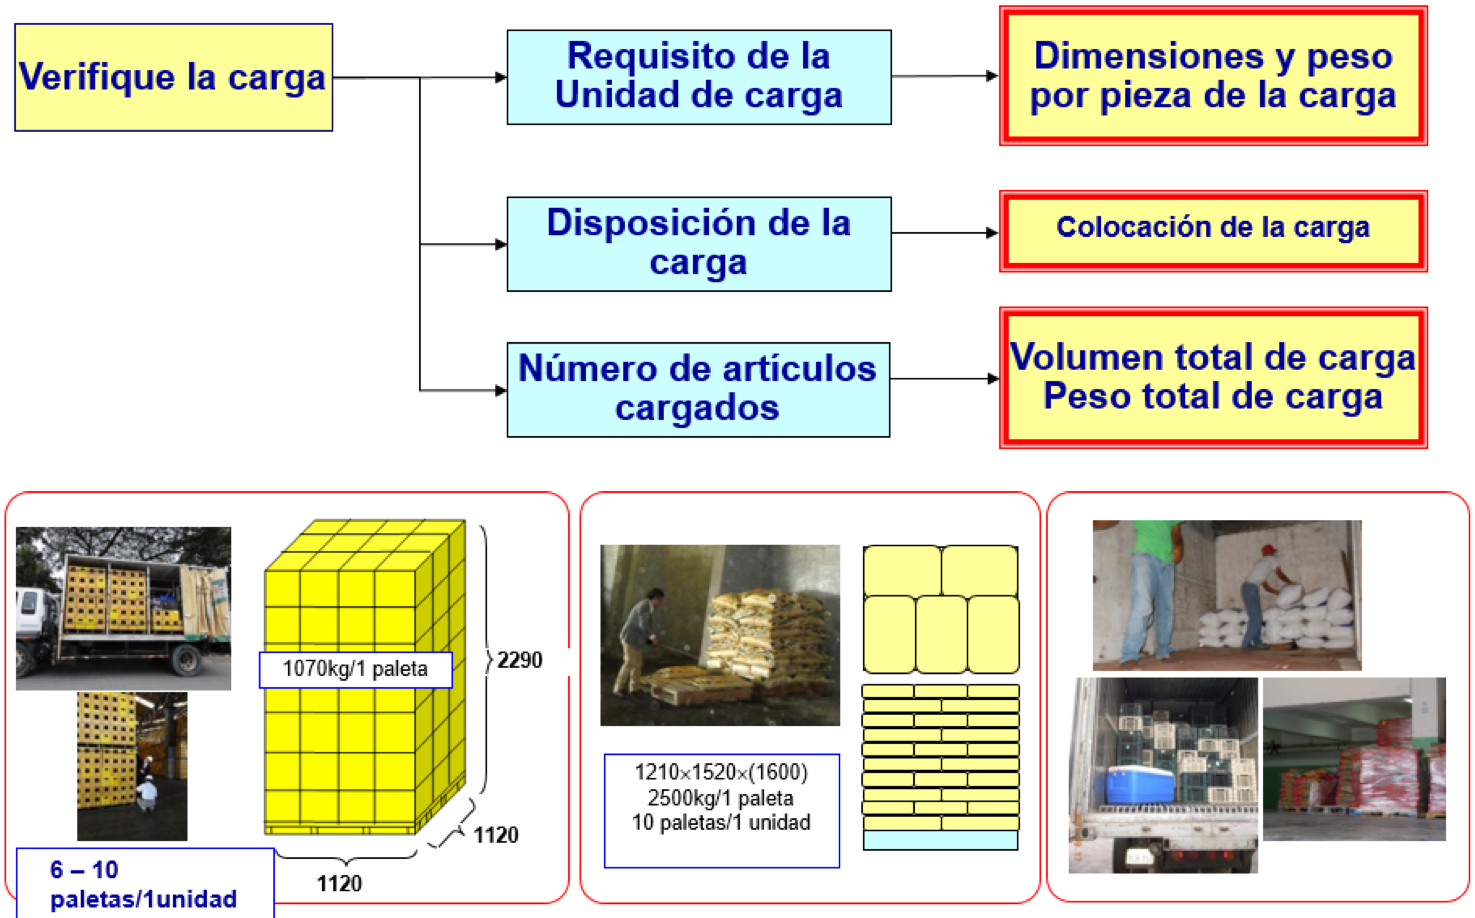 Verifique la carga
Requisito de la
Unidad de carga
Dimensiones y peso
por pieza de la carga
Disposición de la
carga
Colocación de la carga
Número de artículos
cargados
Volumen total de carga
Peso total de carga
1070kg/1 paleta
2290
1120
1120
6 – 10
paletas/1unidad
1210×1520×(1600)
2500kg/1 paleta
10 paletas/1 unidad